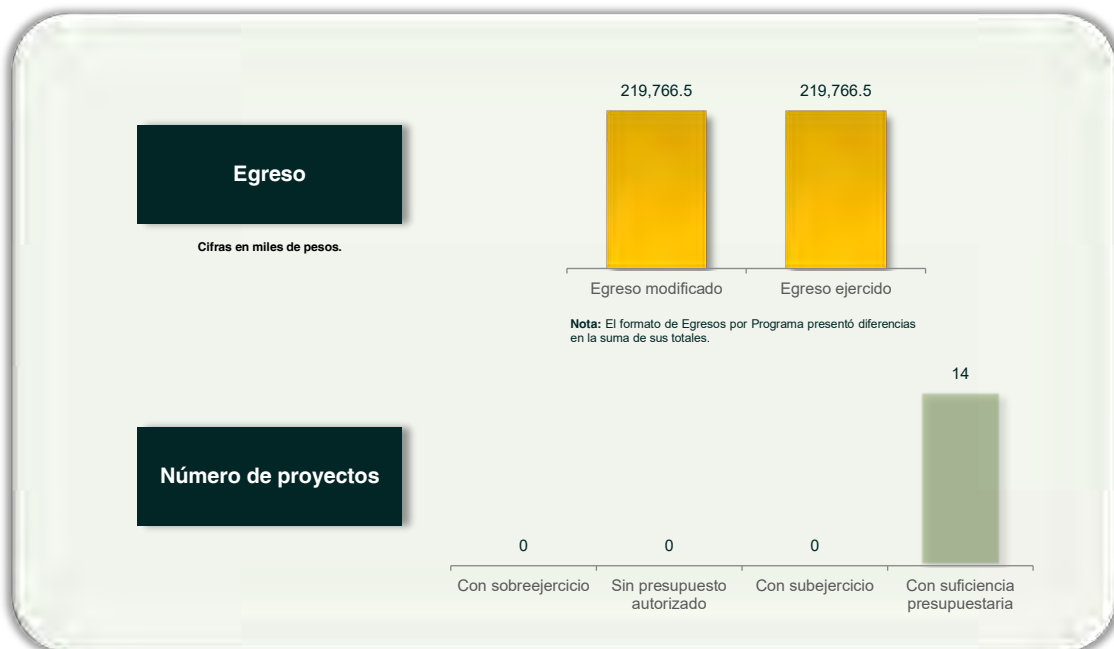 219,766.5 219,766.5
Egreso
Cifras en miles de pesos.
Egreso modificado Egreso ejercido
Nota: El formato de Egresos por Programa presentó diferencias
en la suma de sus totales.
14
Número de proyectos
0 0 0
Con sobreejercicio Sin presupuesto Con subejercicio Con suficiencia
autorizado presupuestaria